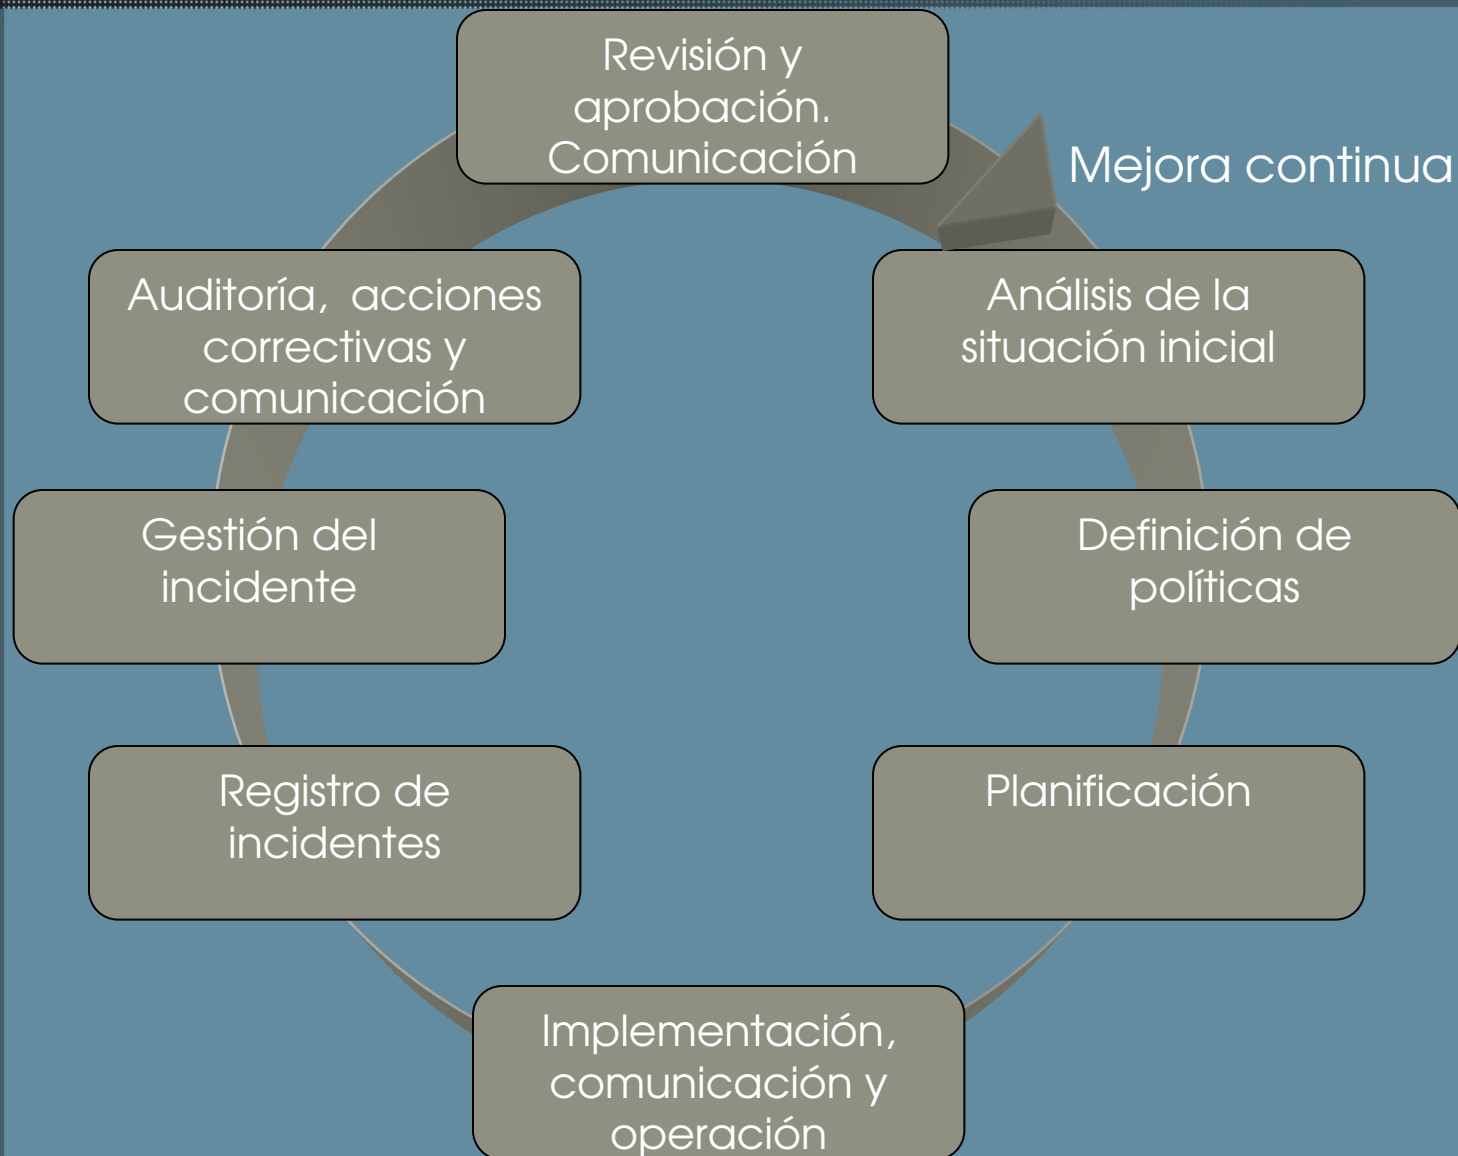 Revisión y
aprobación.
Comunicación
Mejora continua
Análisis de la
situación inicial
Definición de
políticas
Planificación
Implementación,
comunicación y
operación
Registro de
incidentes
Gestión del
incidente
Auditoría, acciones
correctivas y
comunicación